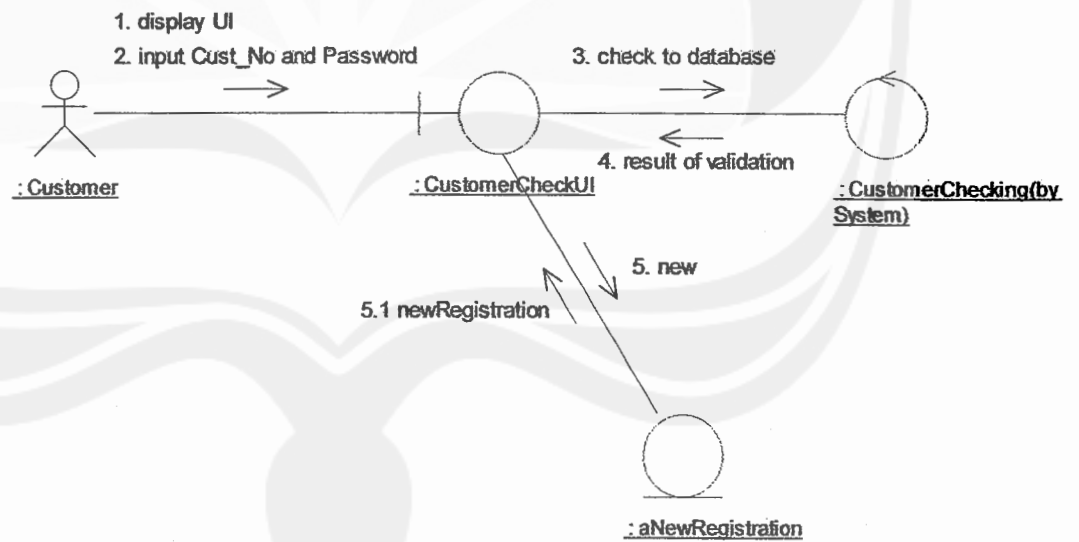 1. display UI
2. input Cust_No and Password
3. check to database
4. result of validation
: Customer
: CustomerCheckUI
: CustomerChecking(by
System)
5. new
5.1 newRegistration
: aNewRegistration